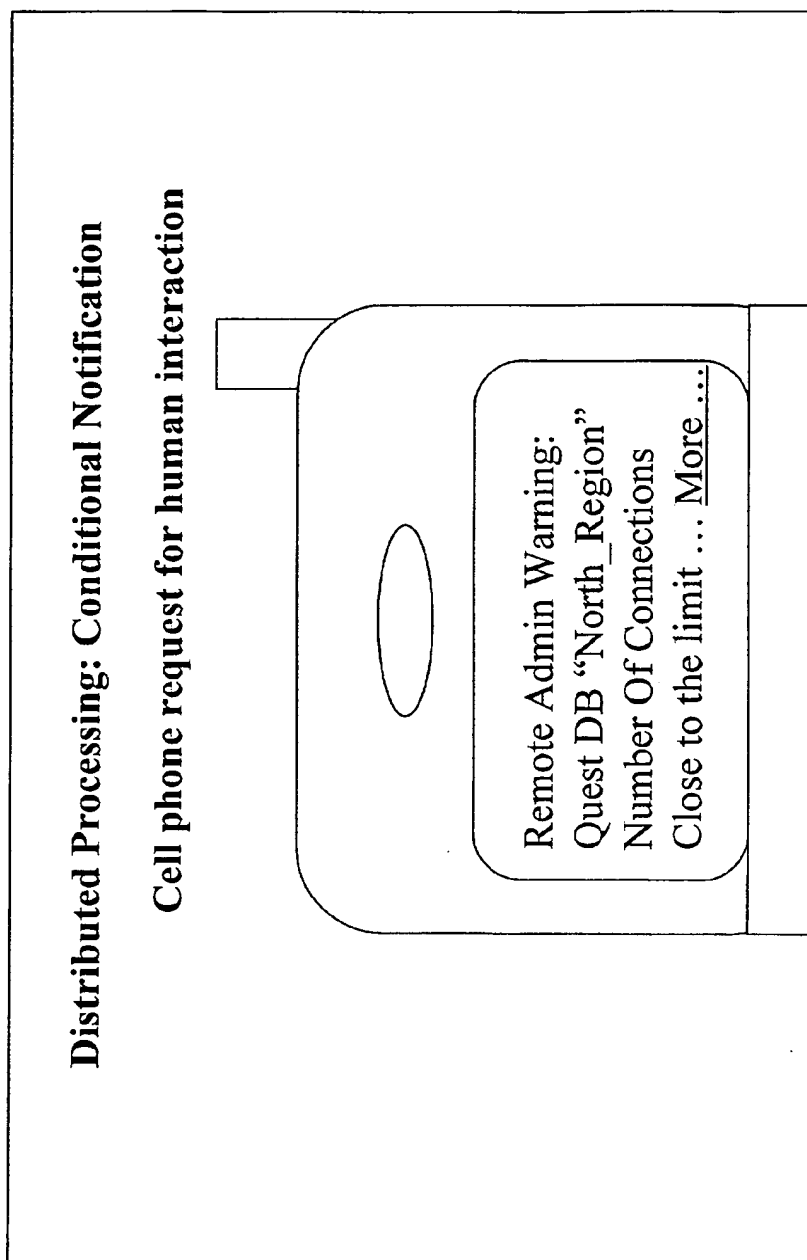 Distributed Processing: Conditional Notification
Cell phone request for human interaction
Remote Admin Warning:
Quest DB “North_Region”
Number Of Connections
Close to the limit ... More ...